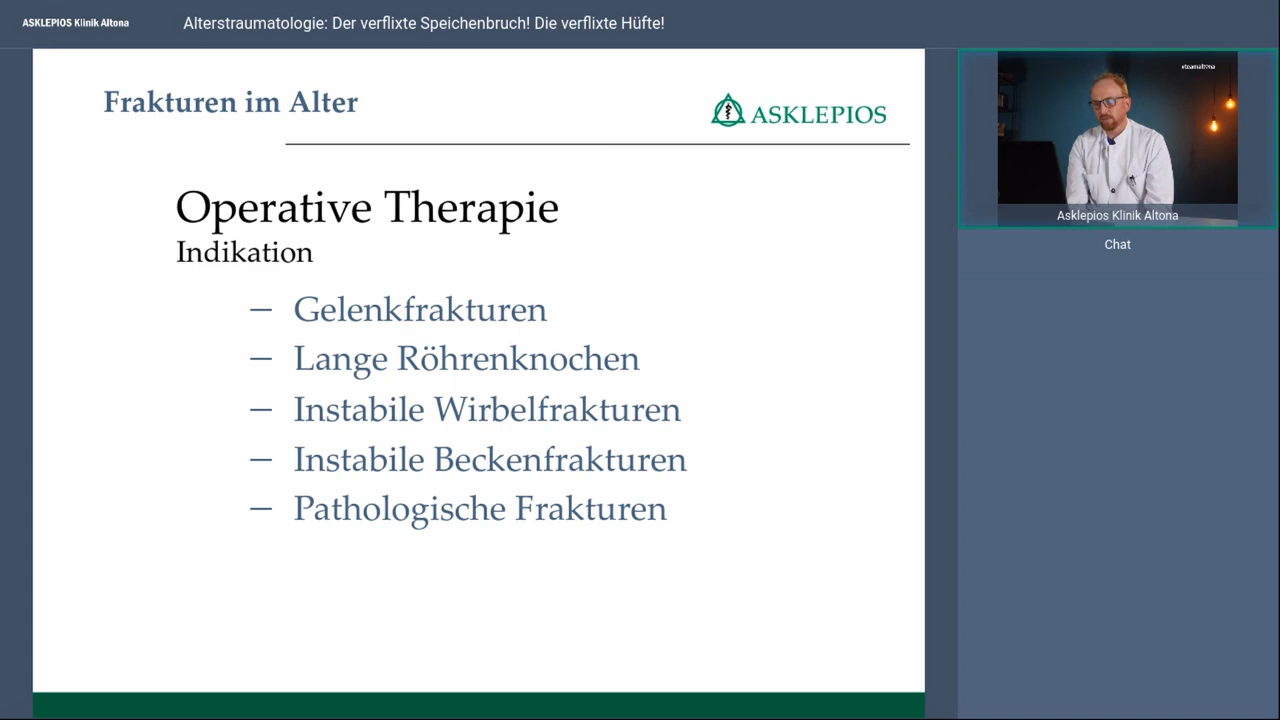 ASKLEPIOS Klinik Altona
Alterstraumatologie: Der verflixte Speichenbruch! Die verflixte Hüfte!
Frakturen im Alter
ASKLEPIOS
Operative Therapie
Indikation
— Gelenkfrakturen
— Lange Röhrenknochen
— Instabile Wirbelfrakturen
— Instabile Beckenfrakturen
— Pathologische Frakturen
#teamaltona
Asklepios Klinik Altona
Chat